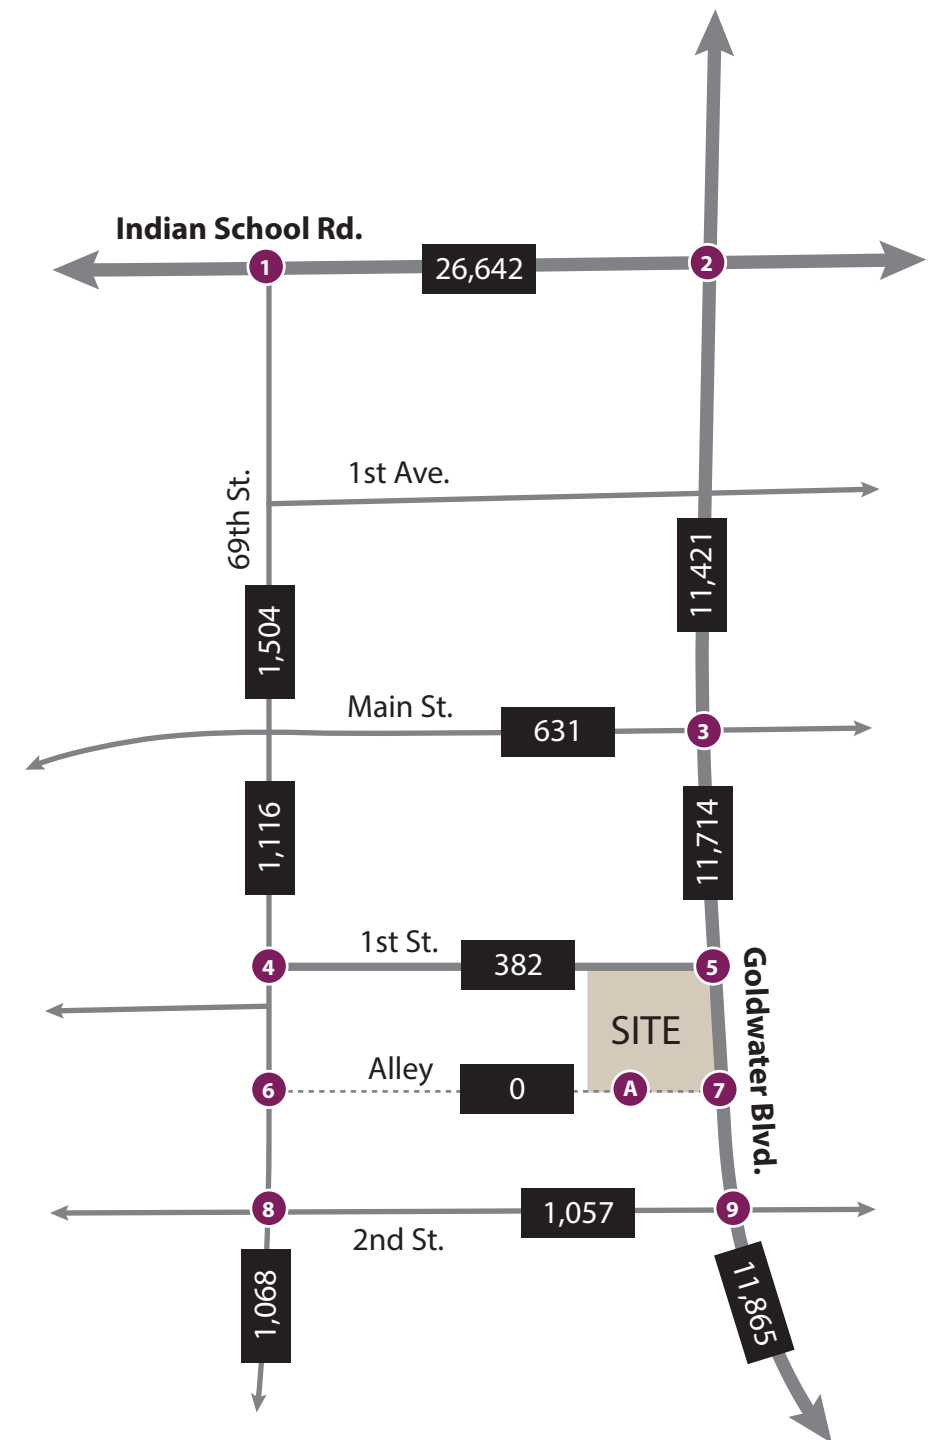 Indian School Rd.
1
26,642
2
1st Ave.
69th St.
11,421
1,504
Main St.
631
3
1,116
11,714
1st St.
4
382
5
Goldwater Blvd.
SITE
Alley
6
0
A
7
8
1,057
9
2nd St.
1,068
11,865